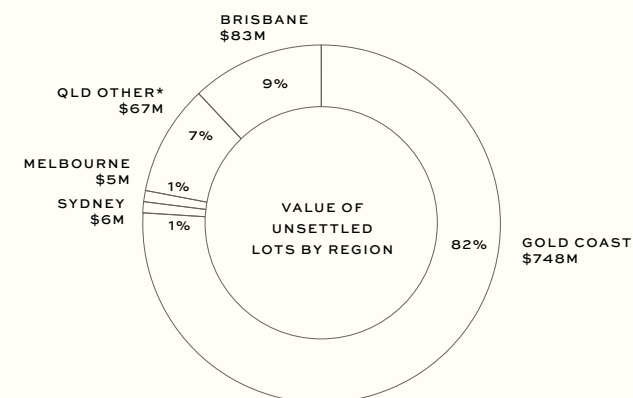 BRISBANE
$83M
9%
QLD OTHER*
$67M
7%
MELBOURNE
$5M
1%
SYDNEY
$6M
1%
VALUE OF
UNSETTLED
LOTS BY REGION
82%
GOLD COAST
$748M